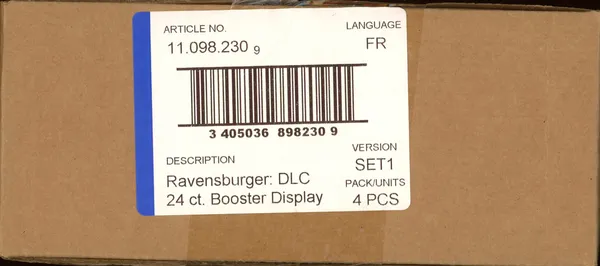 ARTICLE NO.
LANGUAGE
11.098.230 9
FR
3 405036 898230 9
DESCRIPTION
VERSION
SET1
Ravensburger: DLC
PACK/UNITS
24 ct. Booster Display
4 PCS